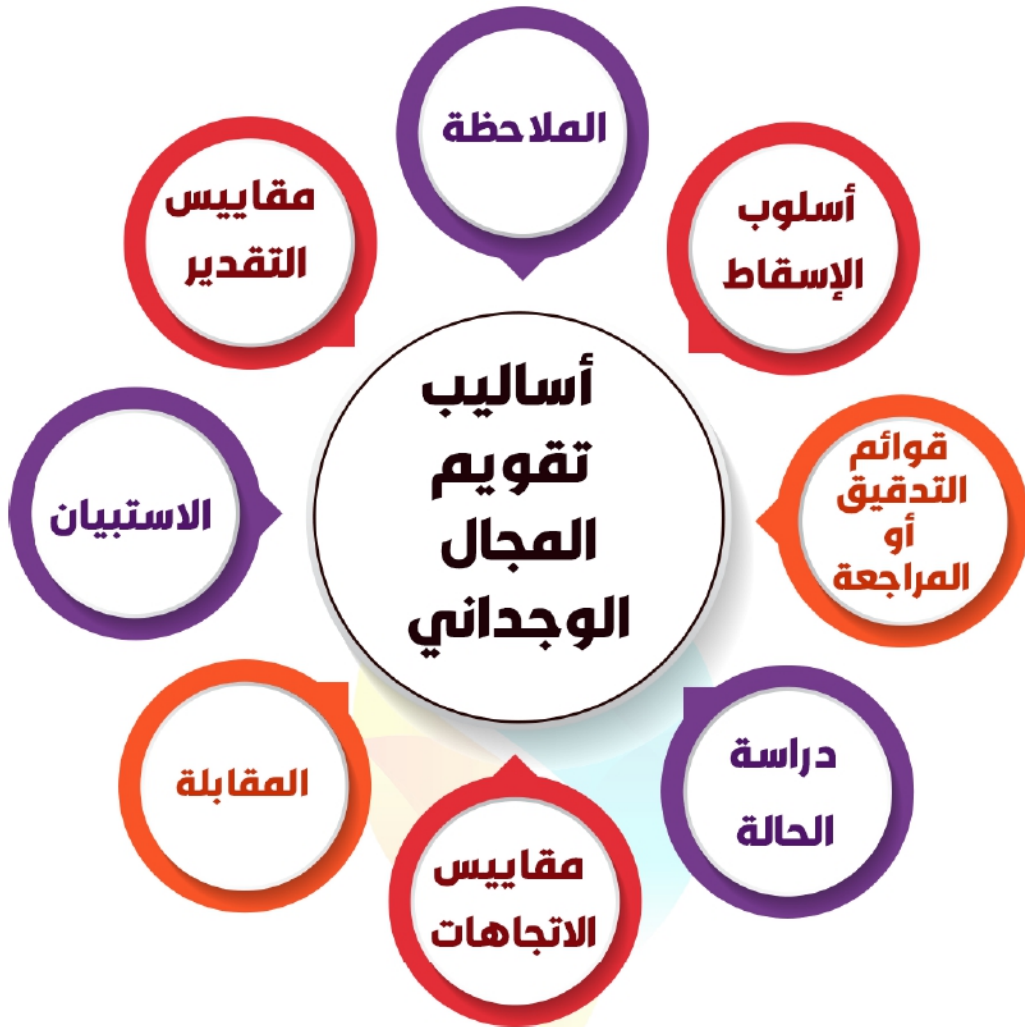 أساليب
تقويم
المجال
الوجداني
الملاحظة
أسلوب
الإسقاط
قوائم
التدقيق
أو
المراجعة
دراسة
الحالة
مقاييس
الاتجاهات
المقابلة
الاستبيان
مقاييس
التقدير